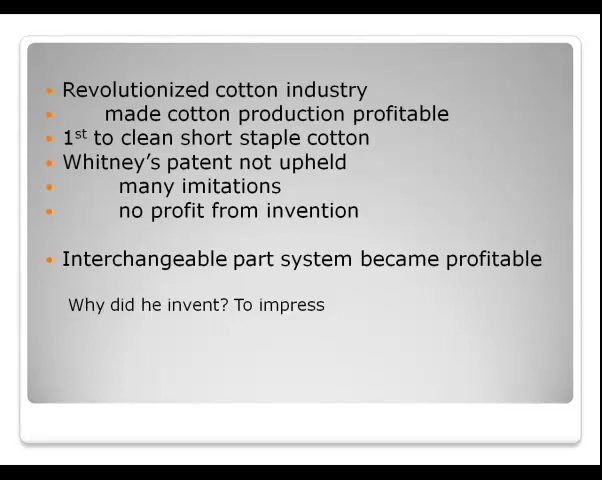 • Revolutionized cotton industry
• made cotton production profitable
• 1st to clean short staple cotton
• Whitney's patent not upheld
• many imitations
• no profit from invention
• Interchangeable part system became profitable
Why did he invent? To impress